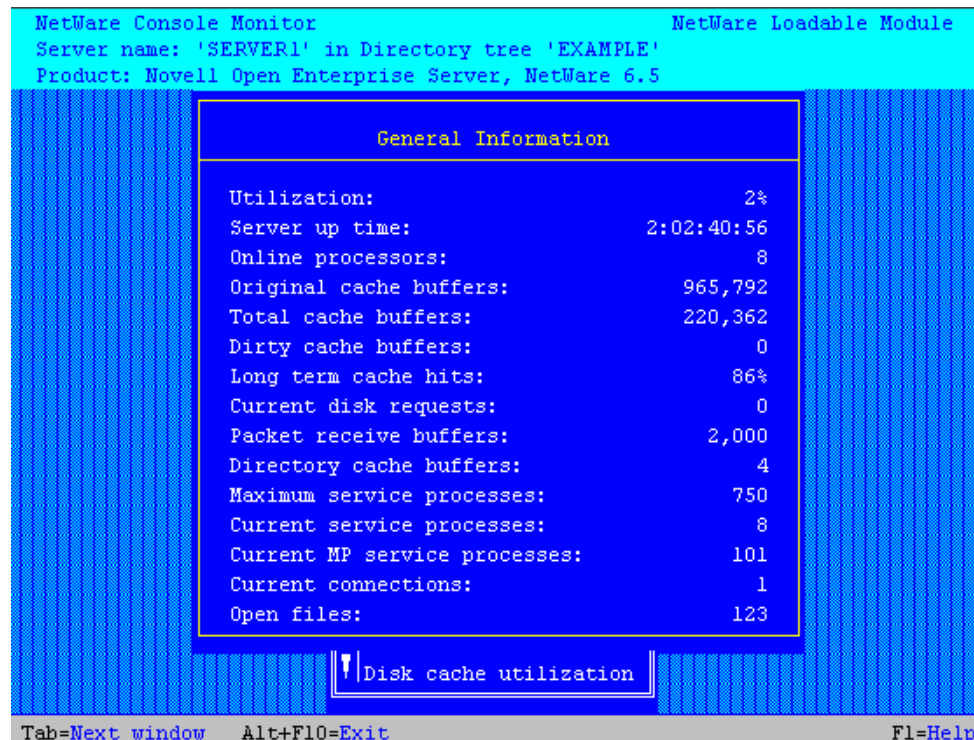 NetWare Console Monitor NetWare Loadable Module
Server name: 'SERVER1' in Directory tree 'EXAMPLE'
Product: Novell Open Enterprise Server, NetWare 6.5
General Information
Utilization: 2%
Server up time: 2:02:40:56
Online processors: 8
Original cache buffers: 965,792
Total cache buffers: 220,362
Dirty cache buffers: 0
Long term cache hits: 86%
Current disk requests: 0
Packet receive buffers: 2,000
Directory cache buffers: 4
Maximum service processes: 750
Current service processes: 8
Current MP service processes: 101
Current connections: 1
Open files: 123
Disk cache utilization
Tab=Next window Alt+F10=Exit F1=Help